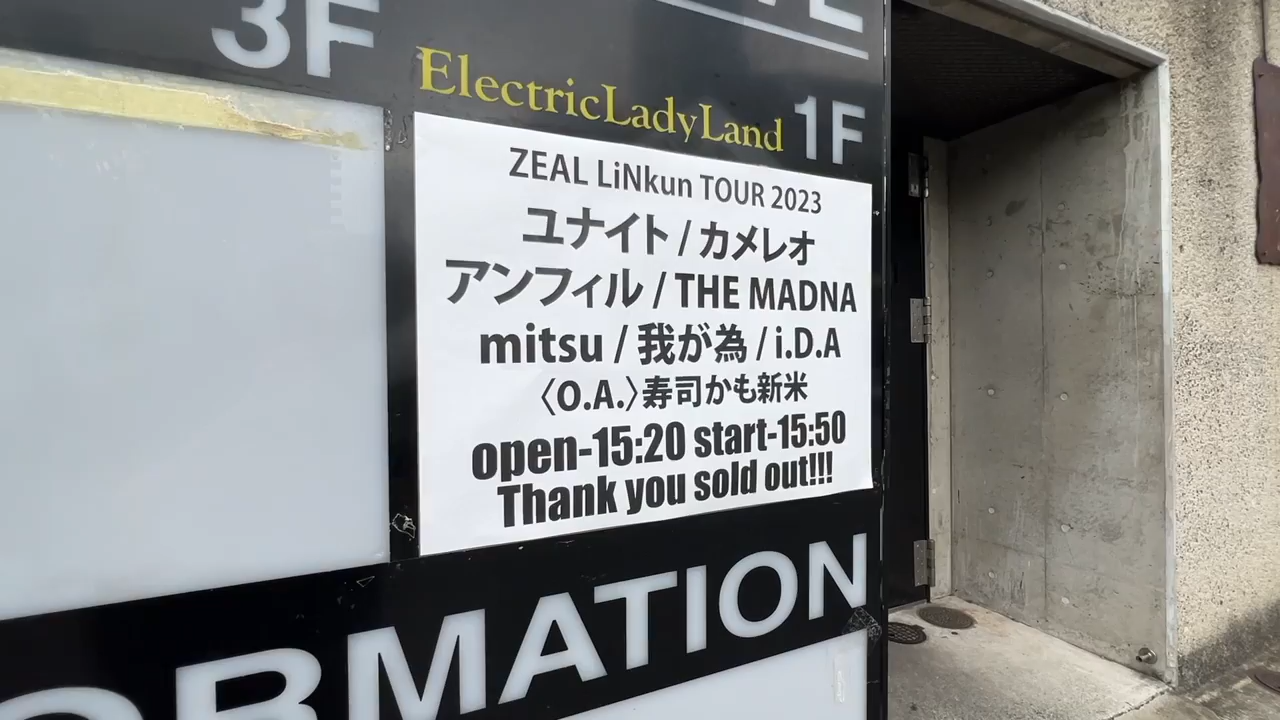 3F
ElectricLadyLand 1F
ZEAL LiNkun TOUR 2023
ユナイト / カメレオ
アンフィル / THE MADNA
mitsu / 我が為 / i.D.A
〈O.A.〉寿司かも新米
open-15:20 start-15:50
Thank you sold out!!!
ORMATION